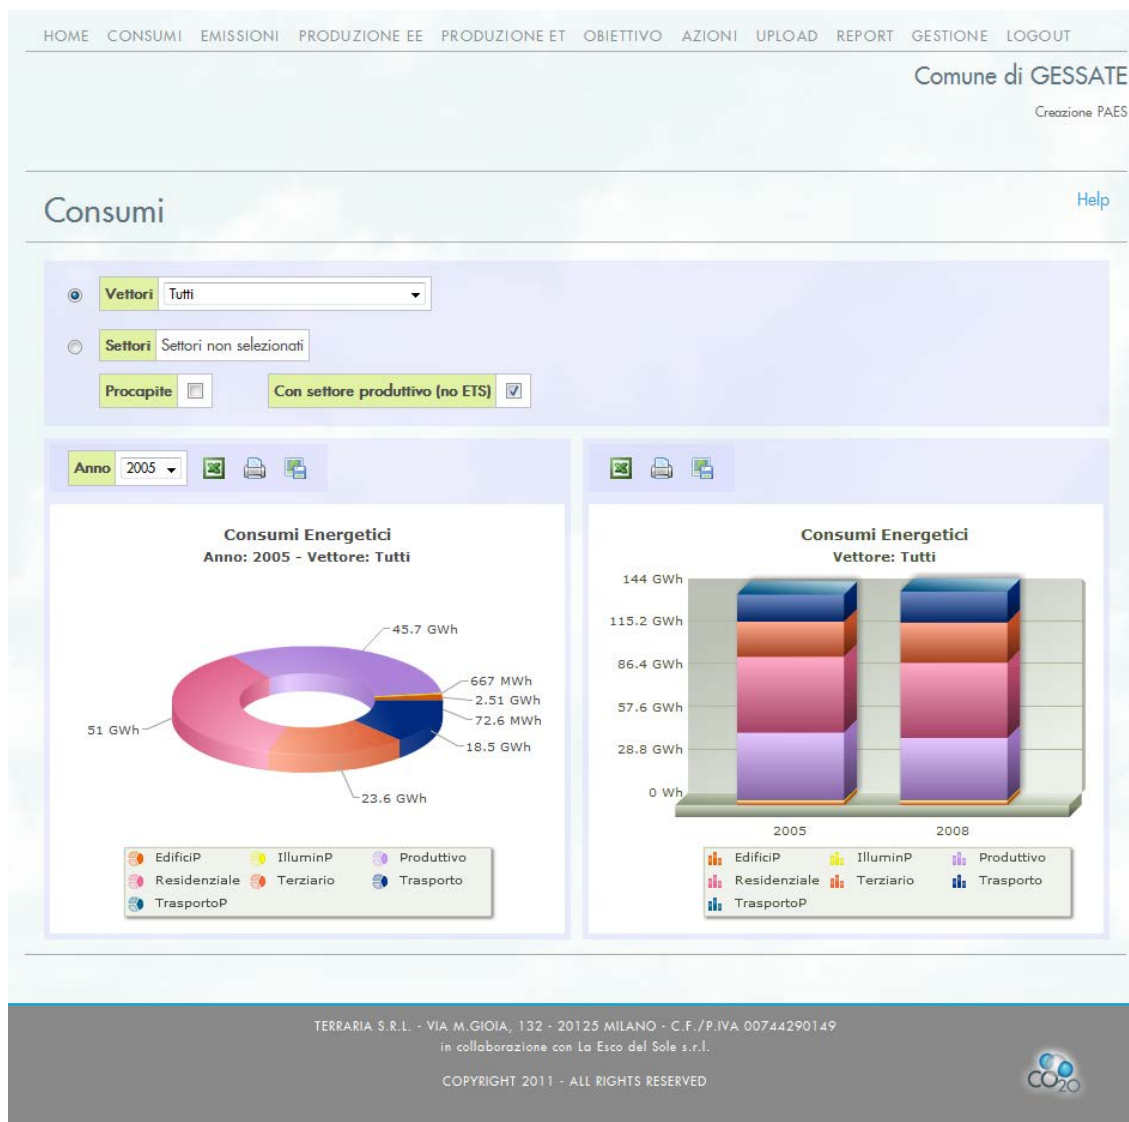 HOME CONSUMI EMISSIONI PRODUZIONE EE PRODUZIONE ET OBIETTIVO AZIONI UPLOAD REPORT GESTIONE LOGOUT
Comune di GESSATE
Creazione PAES
Consumi
Help
Vettori Tutti
Settori Settori non selezionati
Procapite Con settore produttivo (no ETS)
Anno 2005
Consumi Energetici
Anno: 2005 - Vettore: Tutti
45.7 GWh
667 MWh
2.51 GWh
72.6 MWh
18.5 GWh
51 GWh
23.6 GWh
EdificiP IlluminP Produttivo
Residenziale Terziario Trasporto
TrasportoP
Consumi Energetici
Vettore: Tutti
144 GWh
115.2 GWh
86.4 GWh
57.6 GWh
28.8 GWh
0 Wh
2005 2008
EdificiP IlluminP Produttivo
Residenziale Terziario Trasporto
TrasportoP
TERRARIA S.R.L. - VIA M.GIOIA, 132 - 20125 MILANO - C.F./P.IVA 00744290149
in collaborazione con La Esco del Sole s.r.l.
COPYRIGHT 2011 - ALL RIGHTS RESERVED
CO20